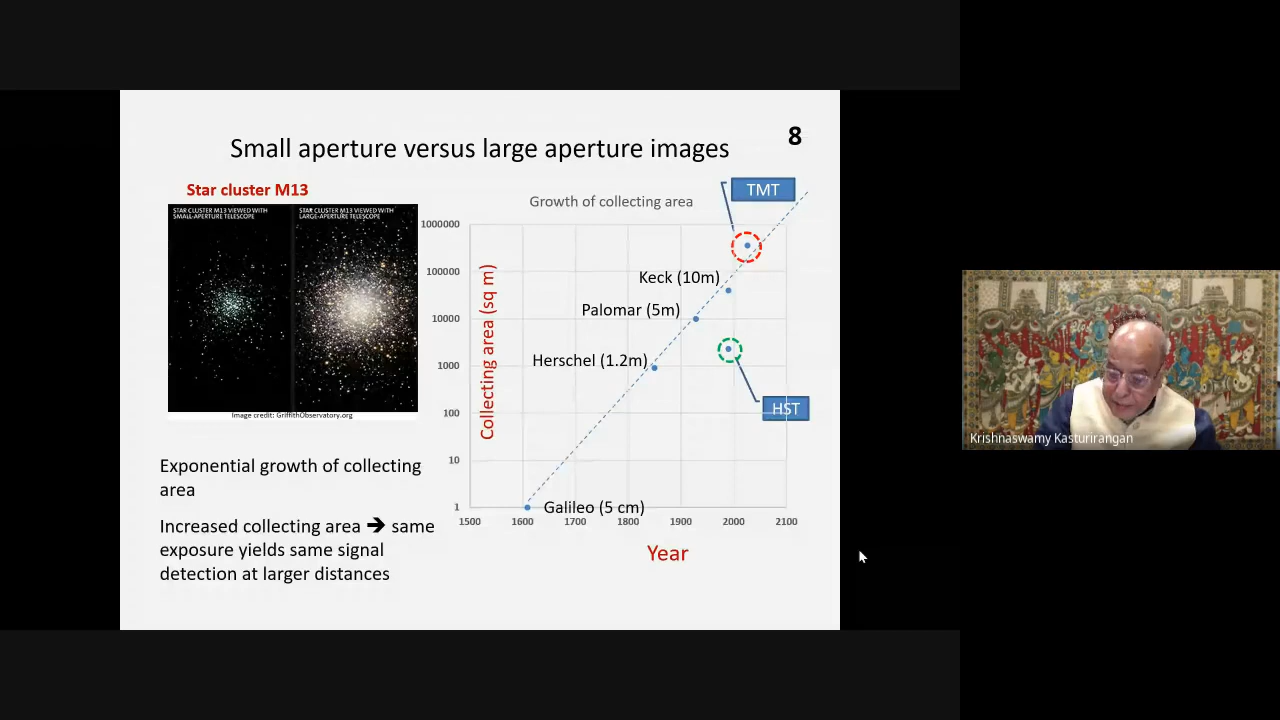 8
Small aperture versus large aperture images
Star cluster M13
STAR CLUSTER M13 VIEWED WITH
SMALL-APERTURE TELESCOPE
STAR CLUSTER M13 VIEWED WITH
LARGE-APERTURE TELESCOPE
Image credit: GriffithObservatory.org
Exponential growth of collecting
area
Increased collecting area ➔ same
exposure yields same signal
detection at larger distances
Growth of collecting area
TMT
1000000
100000
10000
1000
100
10
1
Collecting area (sq m)
Keck (10m)
Palomar (5m)
Herschel (1.2m)
HST
Galileo (5 cm)
1500 1600 1700 1800 1900 2000 2100
Year
Krishnaswamy Kasturirangan